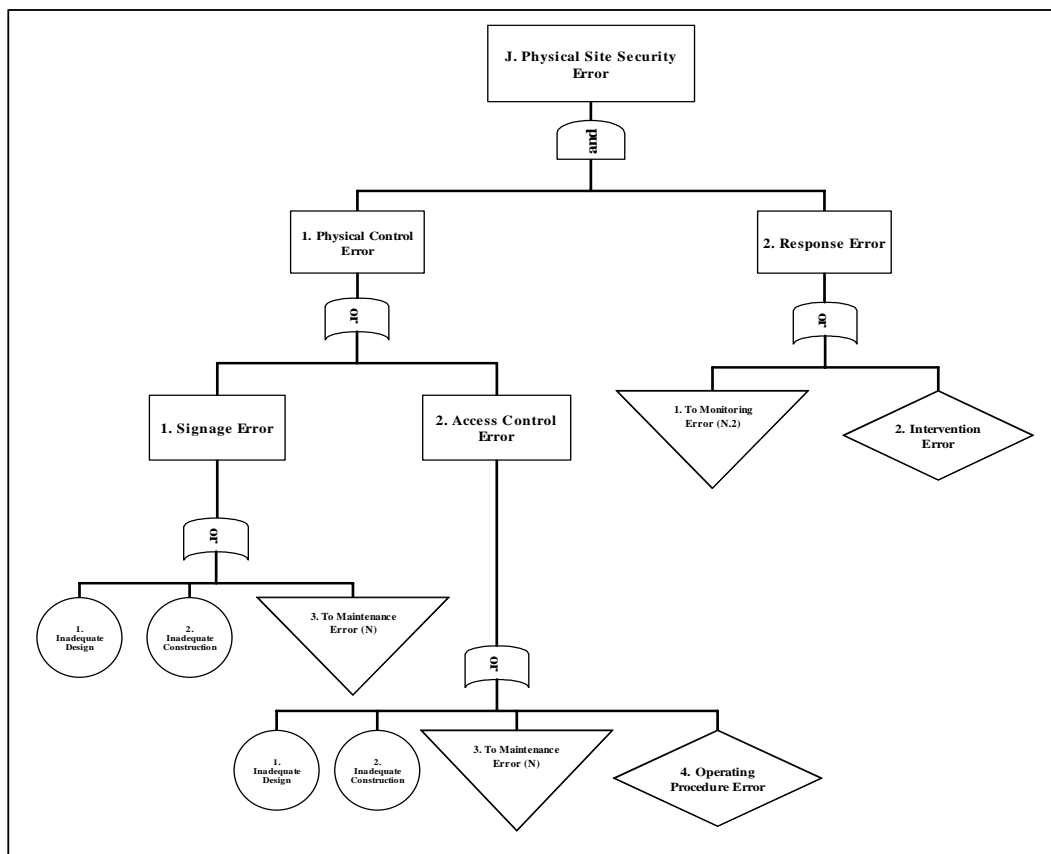 J. Physical Site Security
Error
and
1. Physical Control
Error
2. Response Error
or
or
1. Signage Error
2. Access Control
Error
1. To Monitoring
Error (N.2)
2. Intervention
Error
or
1.
Inadequate
Design
2.
Inadequate
Construction
3. To Maintenance
Error (N)
or
1.
Inadequate
Design
2.
Inadequate
Construction
3. To Maintenance
Error (N)
4. Operating
Procedure Error